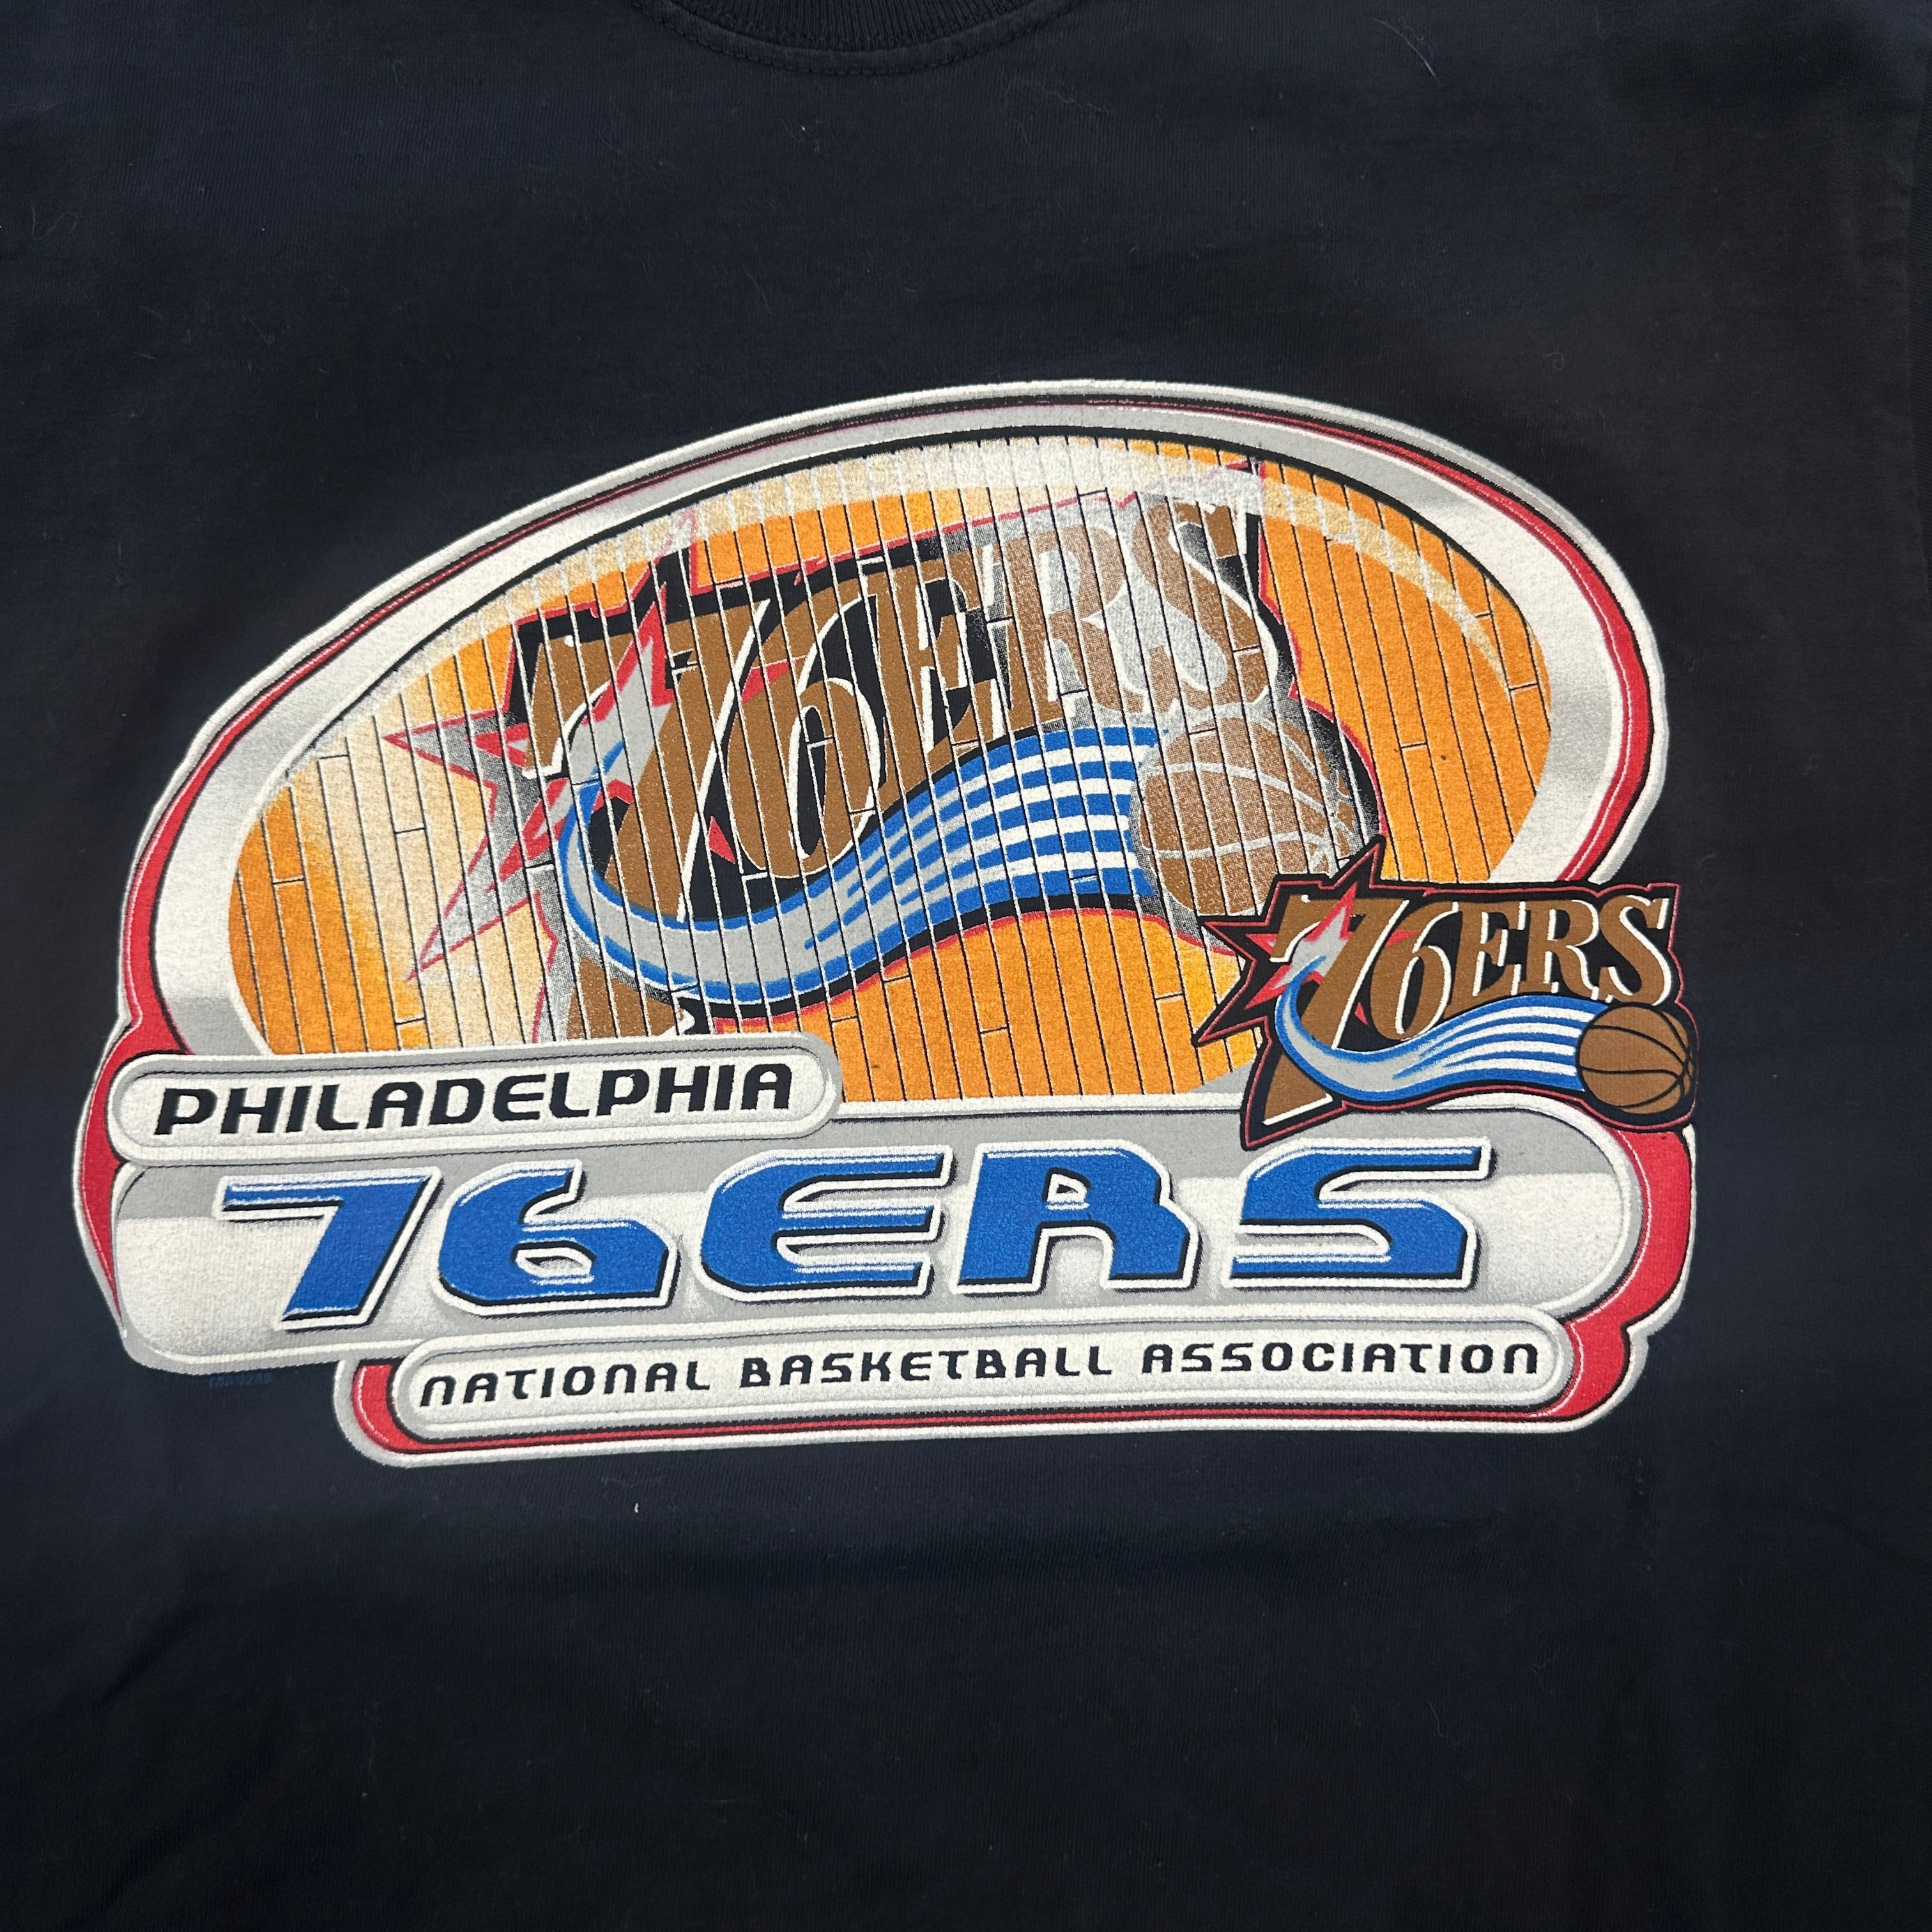 76ERS
76ERS
PHILADELPHIA
76ERS
NATIONAL BASKETBALL ASSOCIATION